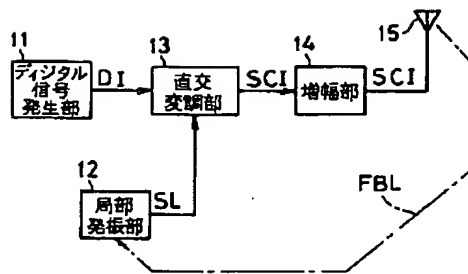 11
ディジタル
信号
発生部
DI
13
直交
変調部
SCI
14
増幅部
SCI
15
12
局部
発振部
SL
FBL